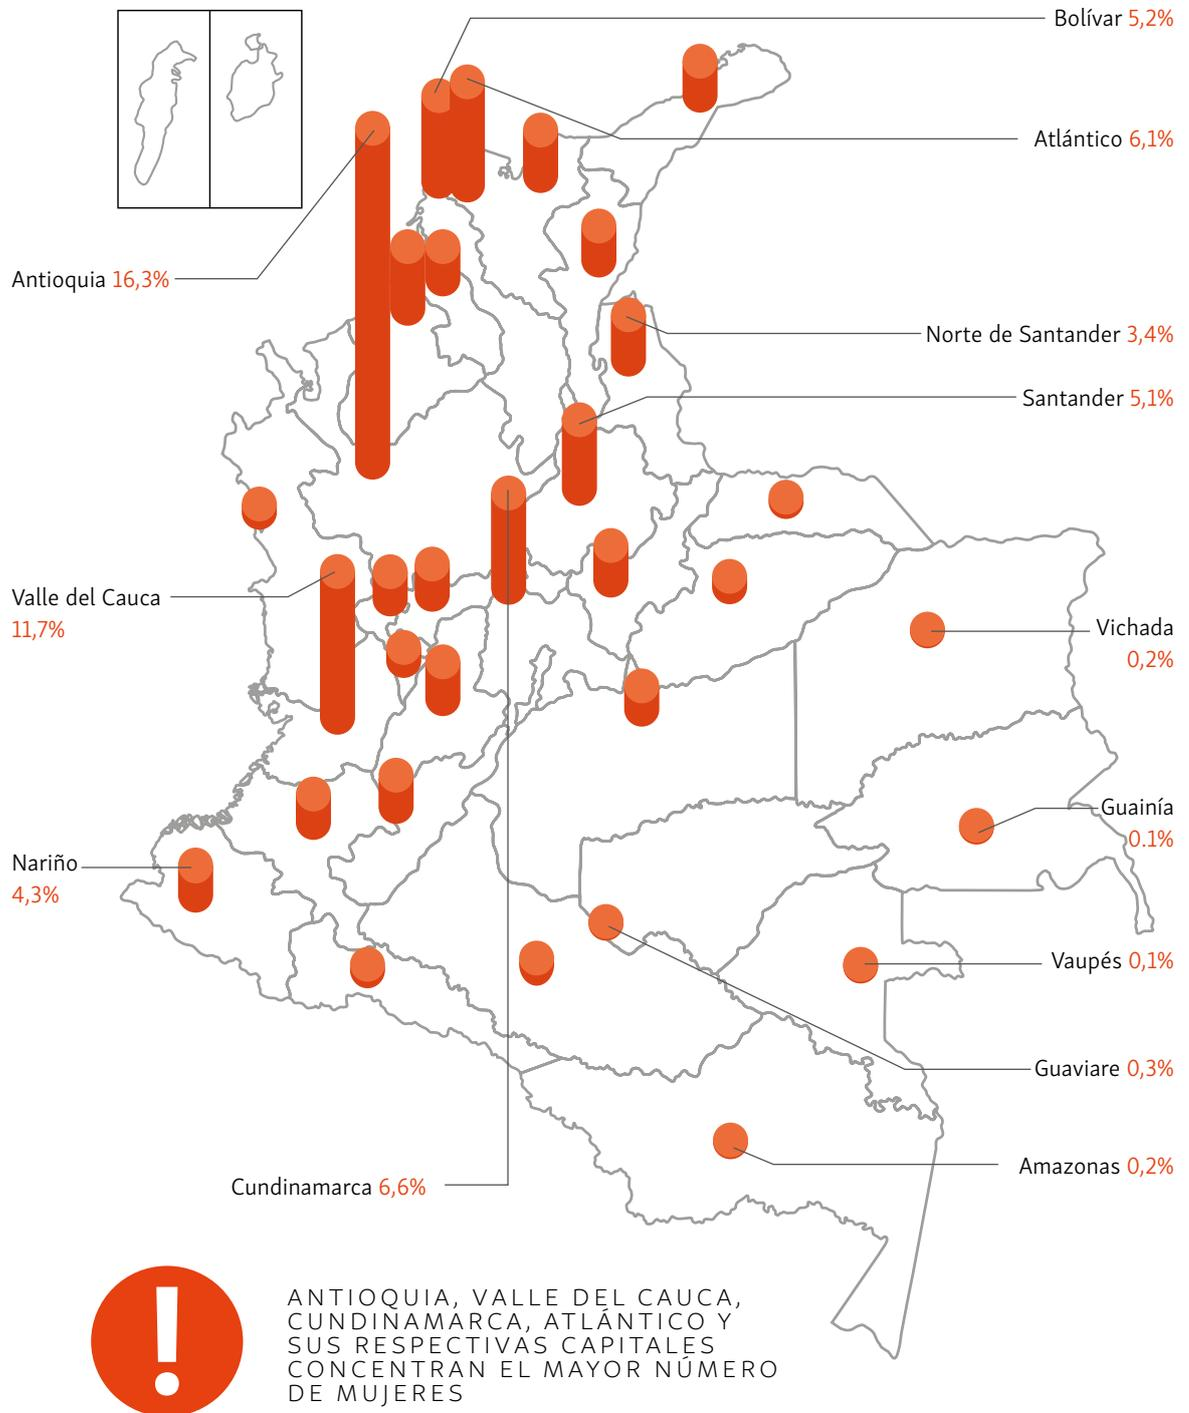 Bolívar 5,2%
Atlántico 6,1%
Antioquia 16,3%
Norte de Santander 3,4%
Santander 5,1%
Valle del Cauca
11,7%
Vichada
0,2%
Guainía
0.1%
Nariño
4,3%
Vaupés 0,1%
Guaviare 0,3%
Amazonas 0,2%
Cundinamarca 6,6%
!
ANTIOQUIA, VALLE DEL CAUCA,
CUNDINAMARCA, ATLÁNTICO Y
SUS RESPECTIVAS CAPITALES
CONCENTRAN EL MAYOR NÚMERO
DE MUJERES